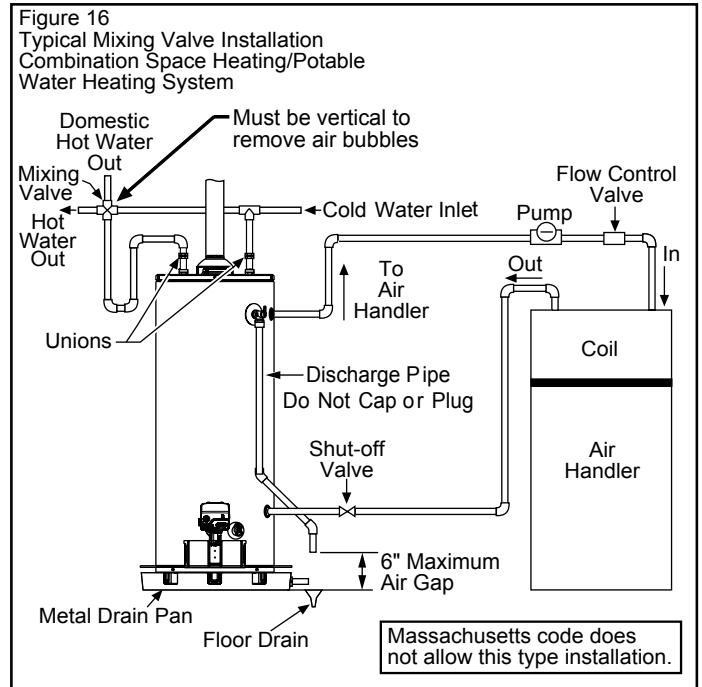 Figure 16
Typical Mixing Valve Installation
Combination Space Heating/Potable
Water Heating System
Domestic
Hot Water
Out
Must be vertical to
remove air bubbles
Mixing
Valve
Hot
Water
Out
Cold Water Inlet
Flow Control
Valve
Pump
Out
In
To
Air
Handler
Unions
Coil
Discharge Pipe
Do Not Cap or Plug
Shut-off
Valve
Air
Handler
6" Maximum
Air Gap
Metal Drain Pan
Floor Drain
Massachusetts code does
not allow this type installation.